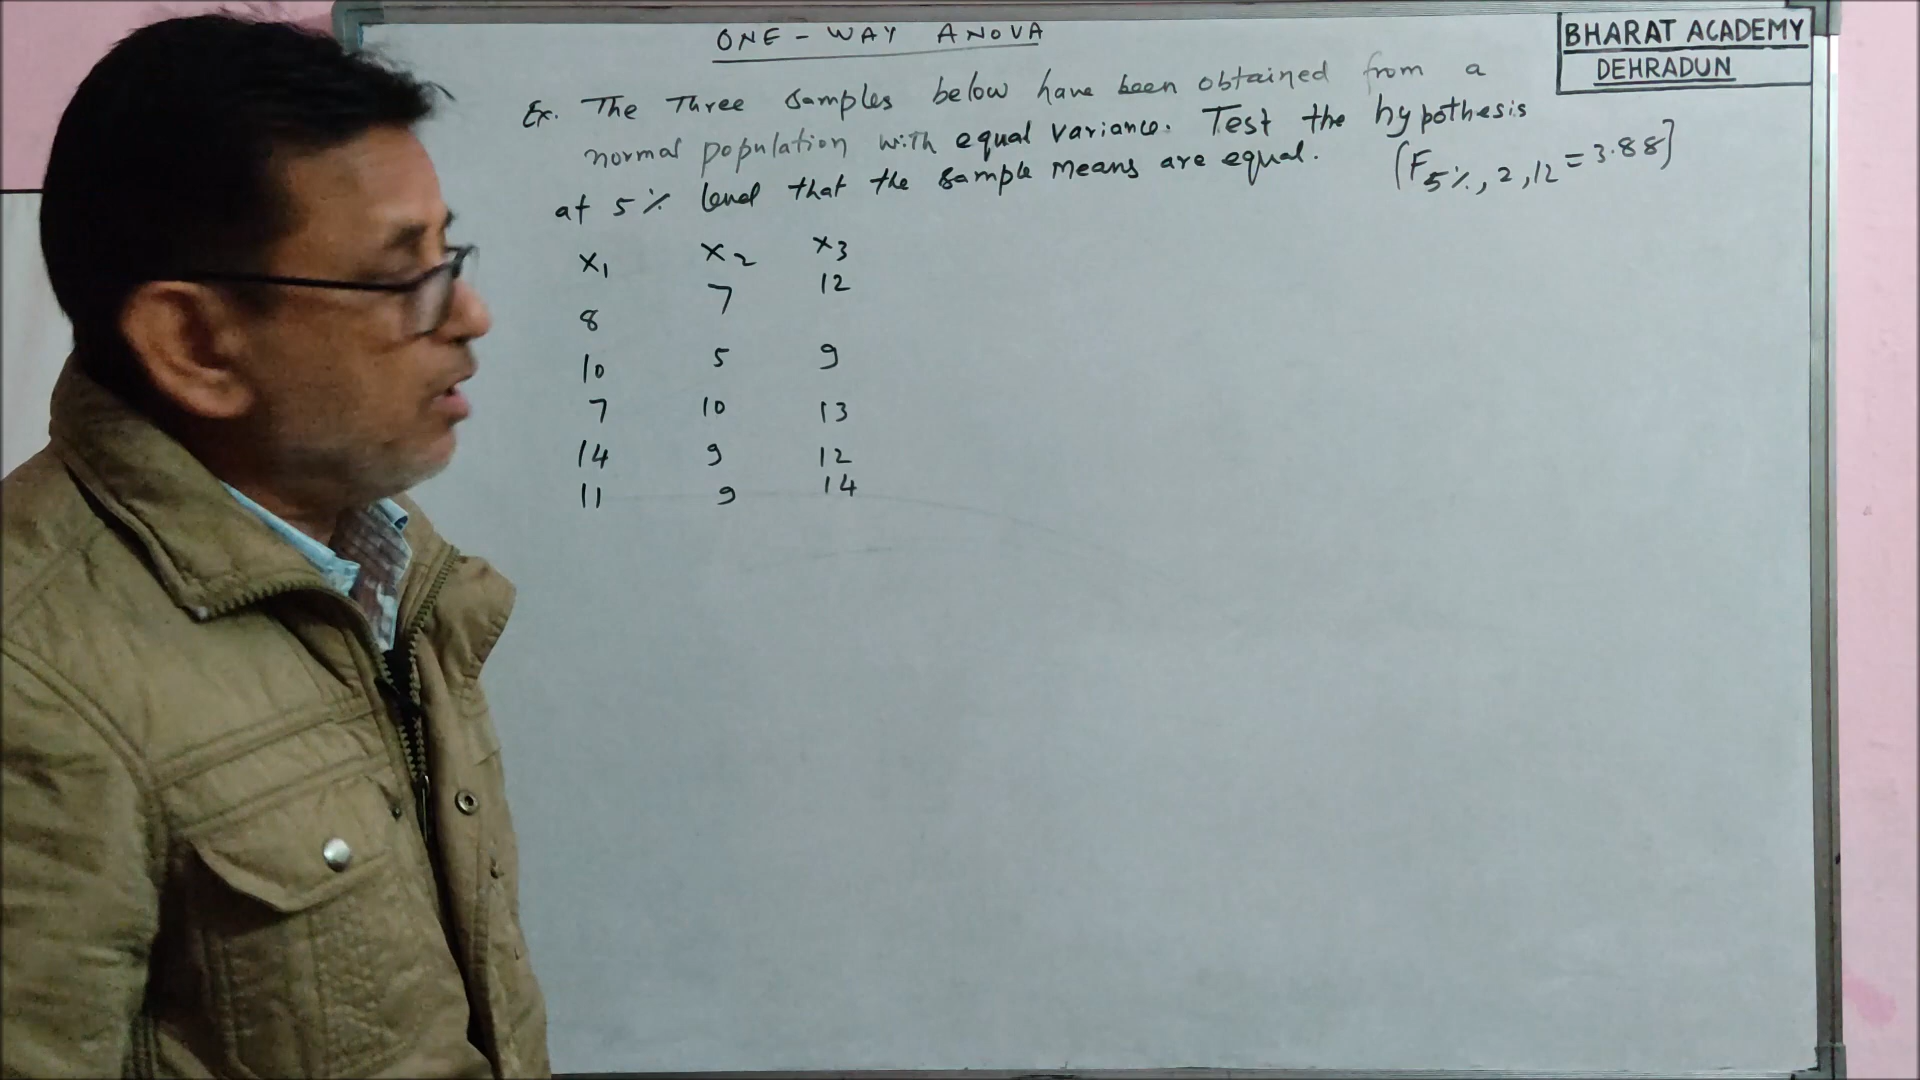 ONE-WAY ANOVA
BHARAT ACADEMY
DEHRADUN
Ex. The Three samples below have been obtained from a
normal population with equal variance. Test the hypothesis
at 5% level that the sample means are equal. (F5%, 2, 12 = 3.88)
x1 x2 x3
8 7 12
10 5 9
7 10 13
14 9 12
11 9 14